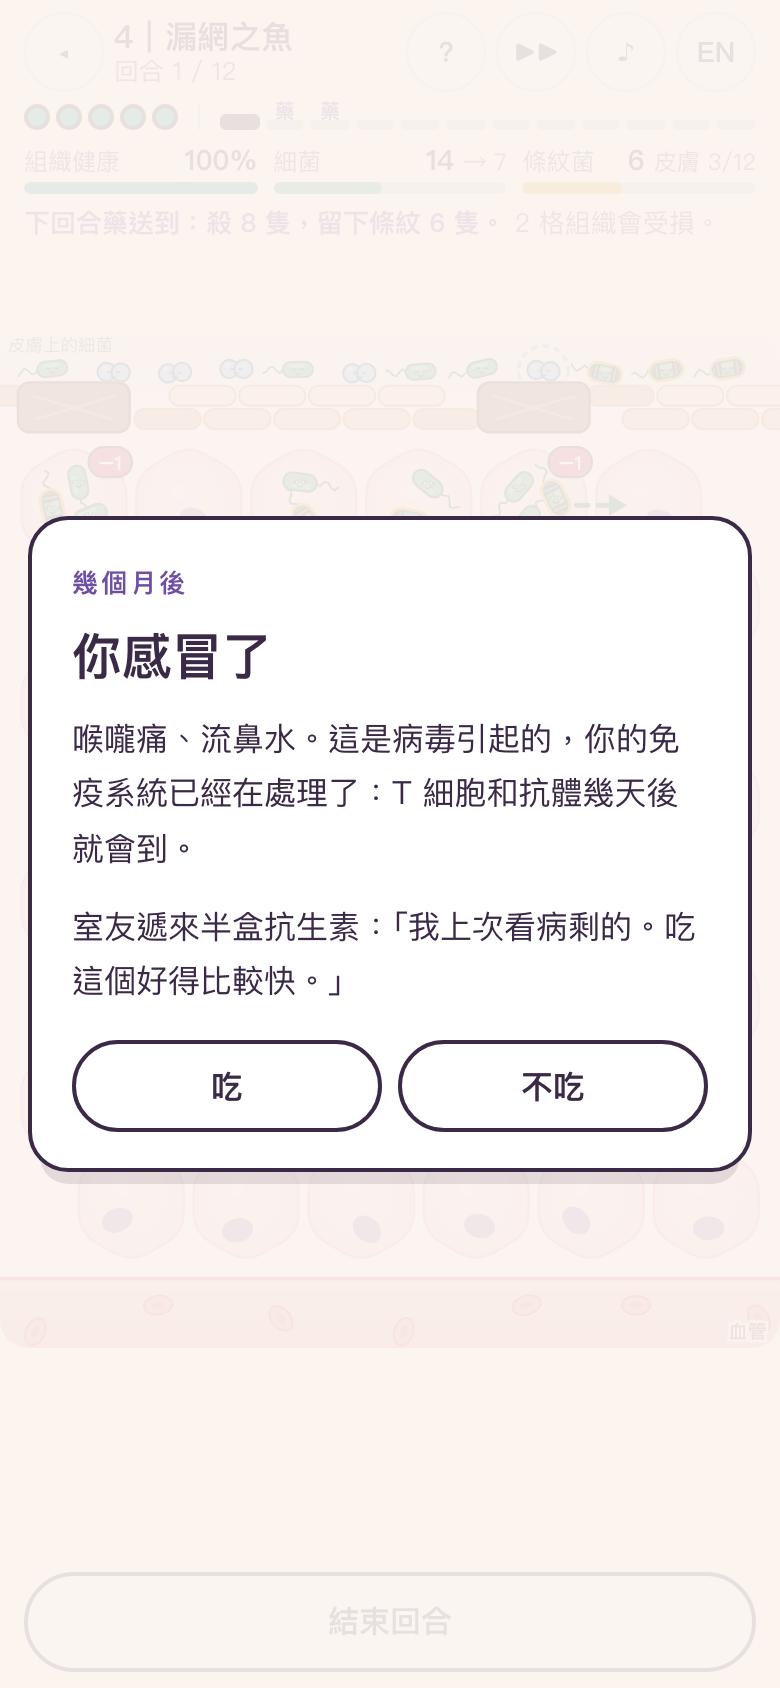 4｜漏網之魚
回合 1 / 12
?
EN
藥 藥
組織健康 100% 細菌 14 → 7 條紋菌 6 皮膚 3/12
下回合藥送到：殺 8 隻，留下條紋 6 隻。 2 格組織會受損。
皮膚上的細菌
−1 −1
幾個月後
你感冒了
喉嚨痛、流鼻水。這是病毒引起的，你的免
疫系統已經在處理了：T 細胞和抗體幾天後
就會到。
室友遞來半盒抗生素：「我上次看病剩的。吃
這個好得比較快。」
吃 不吃
血管
結束回合